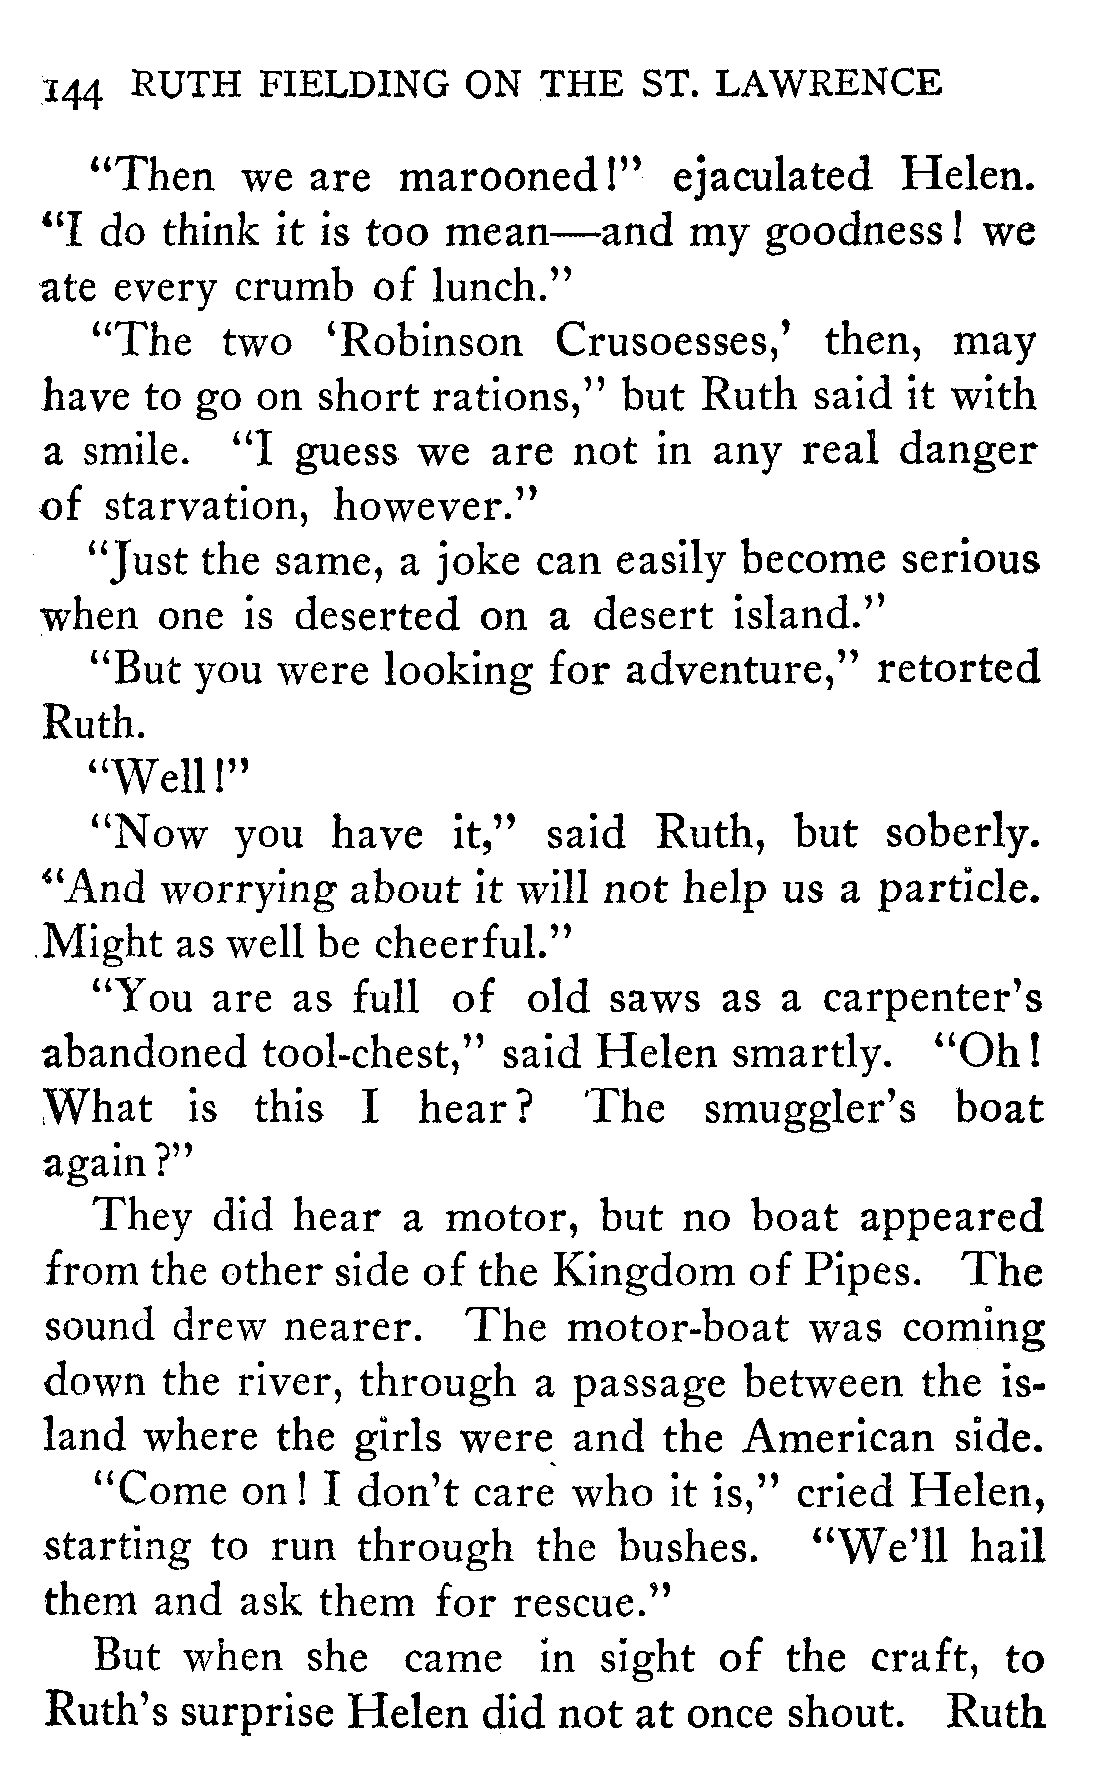 144 RUTH FIELDING ON THE ST. LAWRENCE
"Then we are marooned!" ejaculated Helen.
"I do think it is too mean—and my goodness! we
ate every crumb of lunch."
"The two 'Robinson Crusoesses,' then, may
have to go on short rations," but Ruth said it with
a smile. "I guess we are not in any real danger
of starvation, however."
"Just the same, a joke can easily become serious
when one is deserted on a desert island."
"But you were looking for adventure," retorted
Ruth.
"Well!"
"Now you have it," said Ruth, but soberly.
"And worrying about it will not help us a particle.
Might as well be cheerful."
"You are as full of old saws as a carpenter's
abandoned tool-chest," said Helen smartly. "Oh!
What is this I hear? The smuggler's boat
again?"
They did hear a motor, but no boat appeared
from the other side of the Kingdom of Pipes. The
sound drew nearer. The motor-boat was coming
down the river, through a passage between the is-
land where the girls were and the American side.
"Come on! I don't care who it is," cried Helen,
starting to run through the bushes. "We'll hail
them and ask them for rescue."
But when she came in sight of the craft, to
Ruth's surprise Helen did not at once shout. Ruth